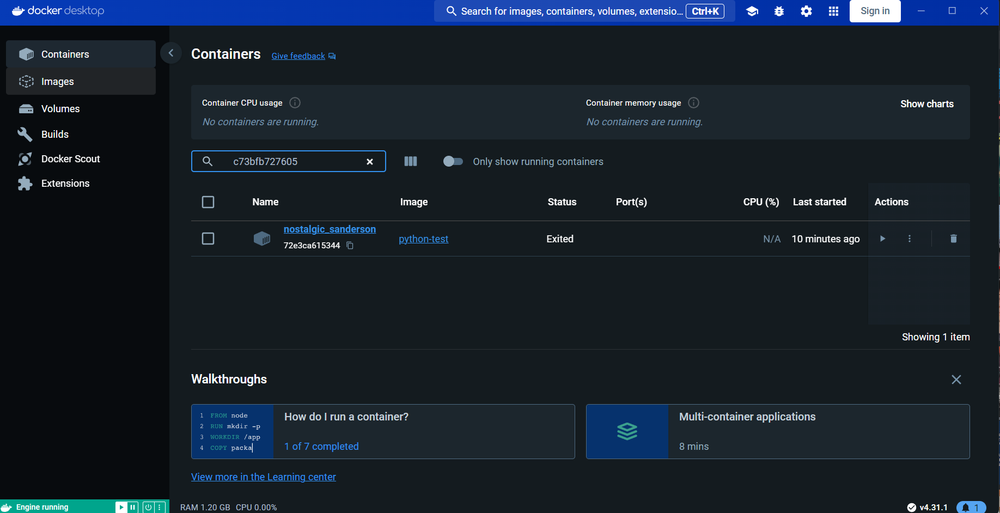 docker desktop
Search for images, containers, volumes, extensio... Ctrl+K
Sign in
Containers
Images
Volumes
Builds
Docker Scout
Extensions
Containers Give feedback
Container CPU usage
No containers are running.
Container memory usage
No containers are running.
Show charts
c73bfb727605
Only show running containers
Name Image Status Port(s) CPU (%) Last started Actions
nostalgic_sanderson
72e3ca615344
python-test Exited N/A 10 minutes ago
Showing 1 item
Walkthroughs
1 FROM node
2 RUN mkdir -p
3 WORKDIR /app
4 COPY packa
How do I run a container?
1 of 7 completed
Multi-container applications
8 mins
View more in the Learning center
Engine running
RAM 1.20 GB CPU 0.00%
v4.31.1
1